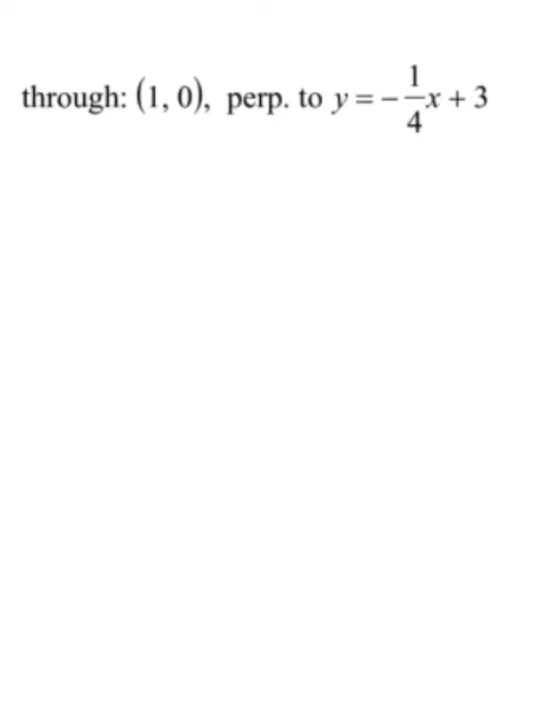 through: (1, 0), perp. to y = -1/4x + 3